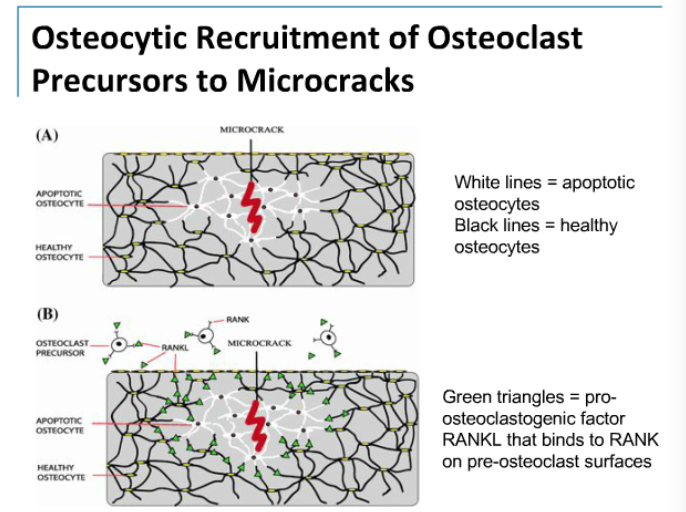 Osteocytic Recruitment of Osteoclast
Precursors to Microcracks
(A)
MICROCRACK
APOPTOTIC
OSTEOCYTE
HEALTHY
OSTEOCYTE
White lines = apoptotic
osteocytes
Black lines = healthy
osteocytes
(B)
RANK
OSTEOCLAST
PRECURSOR
RANKL
MICROCRACK
APOPTOTIC
OSTEOCYTE
HEALTHY
OSTEOCYTE
Green triangles = pro-
osteoclastogenic factor
RANKL that binds to RANK
on pre-osteoclast surfaces